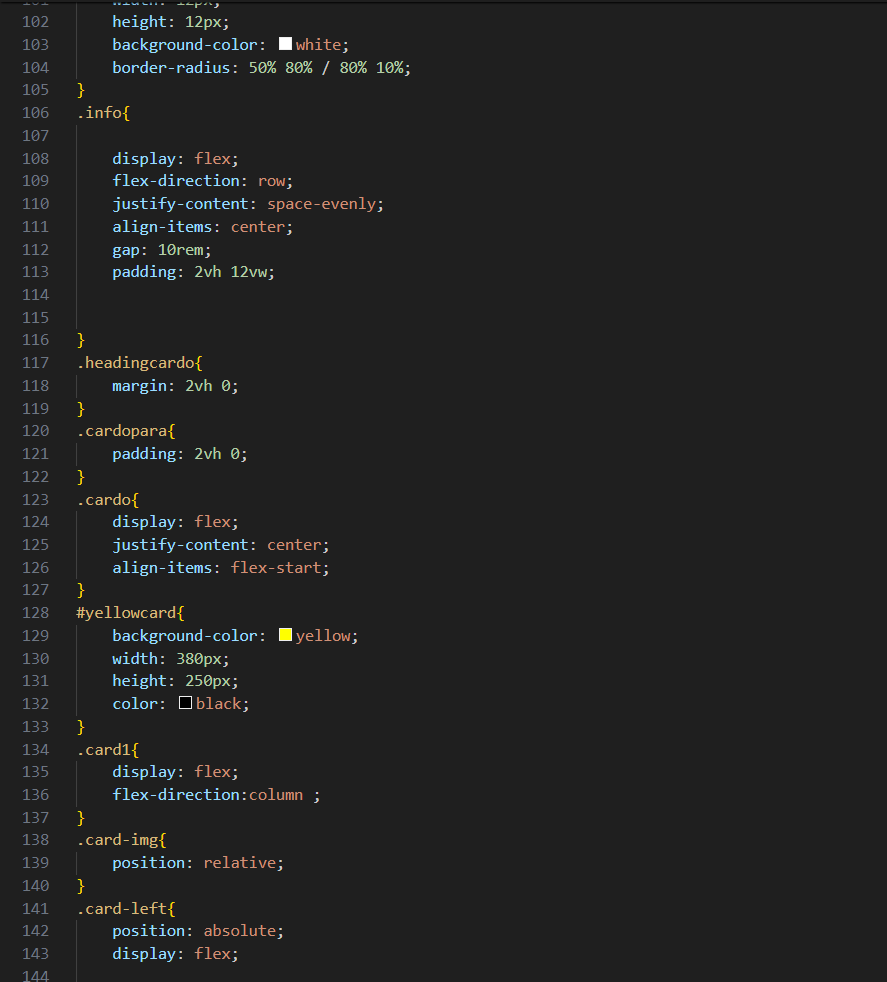 101 width: 12px;
102 height: 12px;
103 background-color: white;
104 border-radius: 50% 80% / 80% 10%;
105 }
106 .info{
107
108 display: flex;
109 flex-direction: row;
110 justify-content: space-evenly;
111 align-items: center;
112 gap: 10rem;
113 padding: 2vh 12vw;
114
115
116 }
117 .headingcardo{
118 margin: 2vh 0;
119 }
120 .cardopara{
121 padding: 2vh 0;
122 }
123 .cardo{
124 display: flex;
125 justify-content: center;
126 align-items: flex-start;
127 }
128 #yellowcard{
129 background-color: yellow;
130 width: 380px;
131 height: 250px;
132 color: black;
133 }
134 .card1{
135 display: flex;
136 flex-direction:column ;
137 }
138 .card-img{
139 position: relative;
140 }
141 .card-left{
142 position: absolute;
143 display: flex;
144